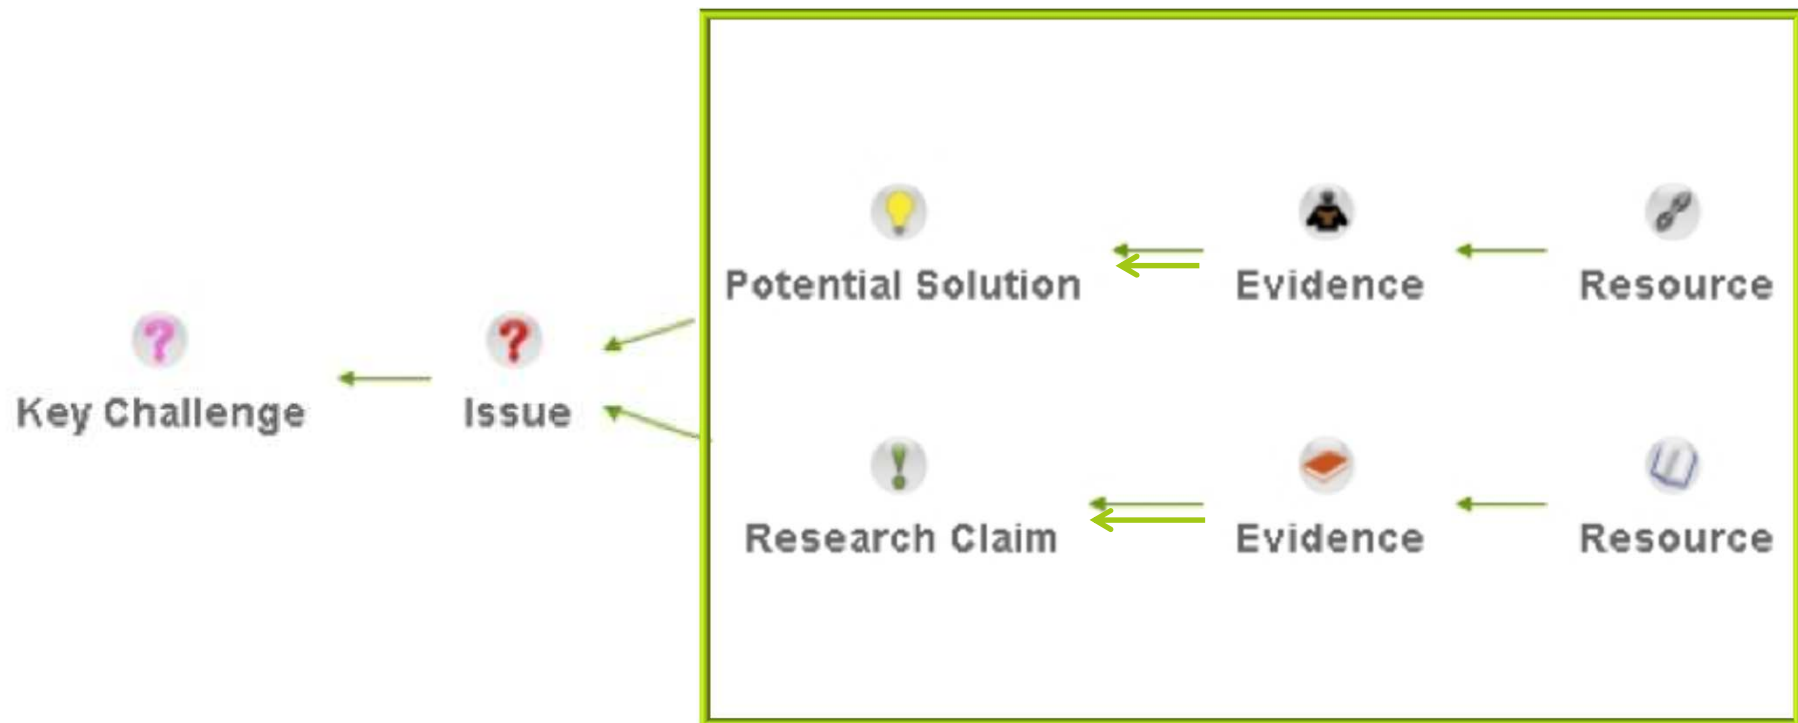 Potential Solution
Evidence
Resource
Key Challenge
Issue
Research Claim
Evidence
Resource